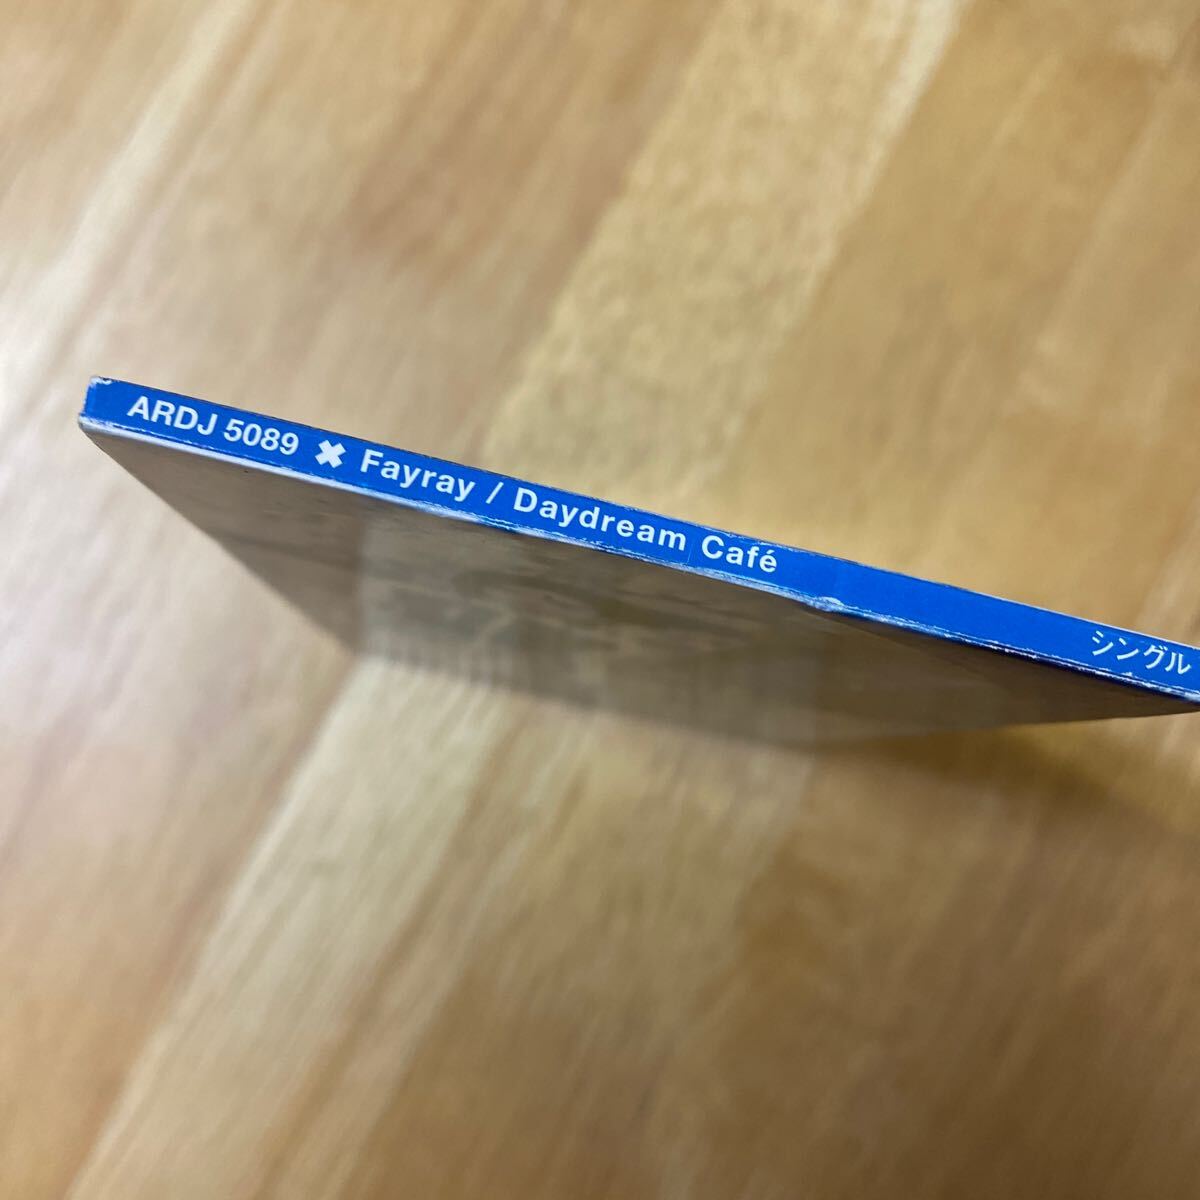 ARDJ 5089 ✖ Fayray / Daydream Café シングル